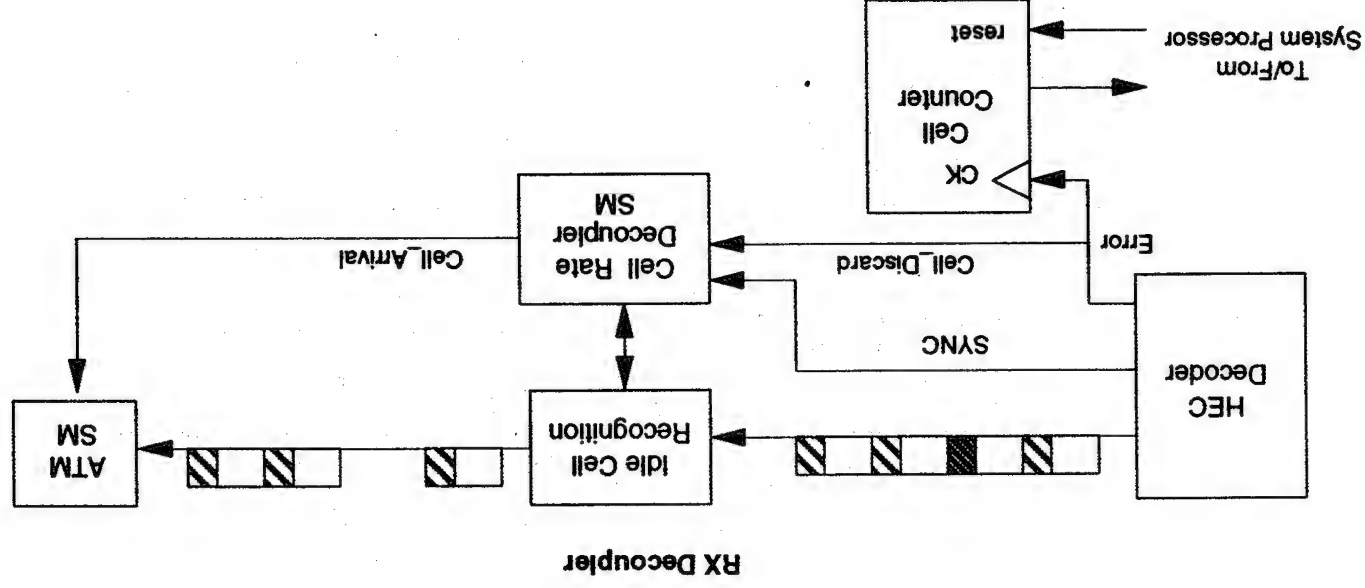 RX Decoupler
HEC
Decoder
Idle Cell
Recognition
ATM
SM
SYNC
Error
Cell_Discard
Cell Rate
Decoupler
SM
Cell_Arrival
CK
Cell
Counter
reset
To/From
System Processor